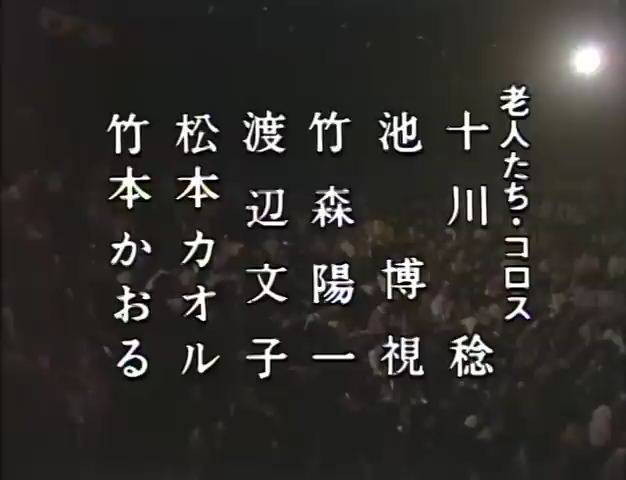 老人たち・コロス
十川 稔
池 博視
竹森陽一
渡辺文子
松本カオル
竹本かおる